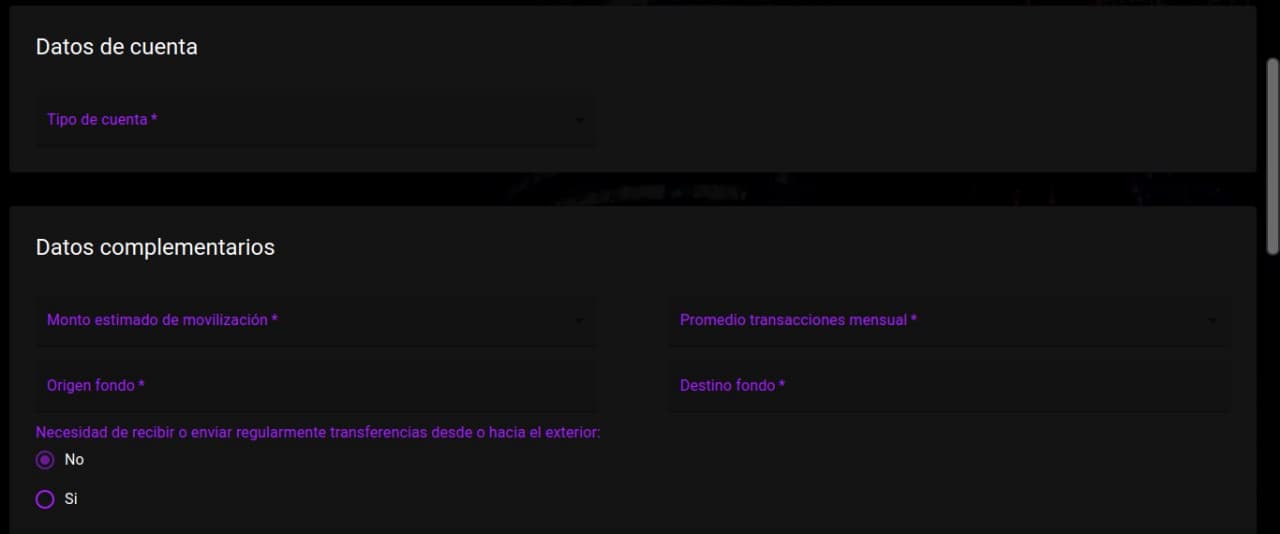 Datos de cuenta
Tipo de cuenta *
Datos complementarios
Monto estimado de movilización *
Promedio transacciones mensual *
Origen fondo *
Destino fondo *
Necesidad de recibir o enviar regularmente transferencias desde o hacia el exterior:
No
Si